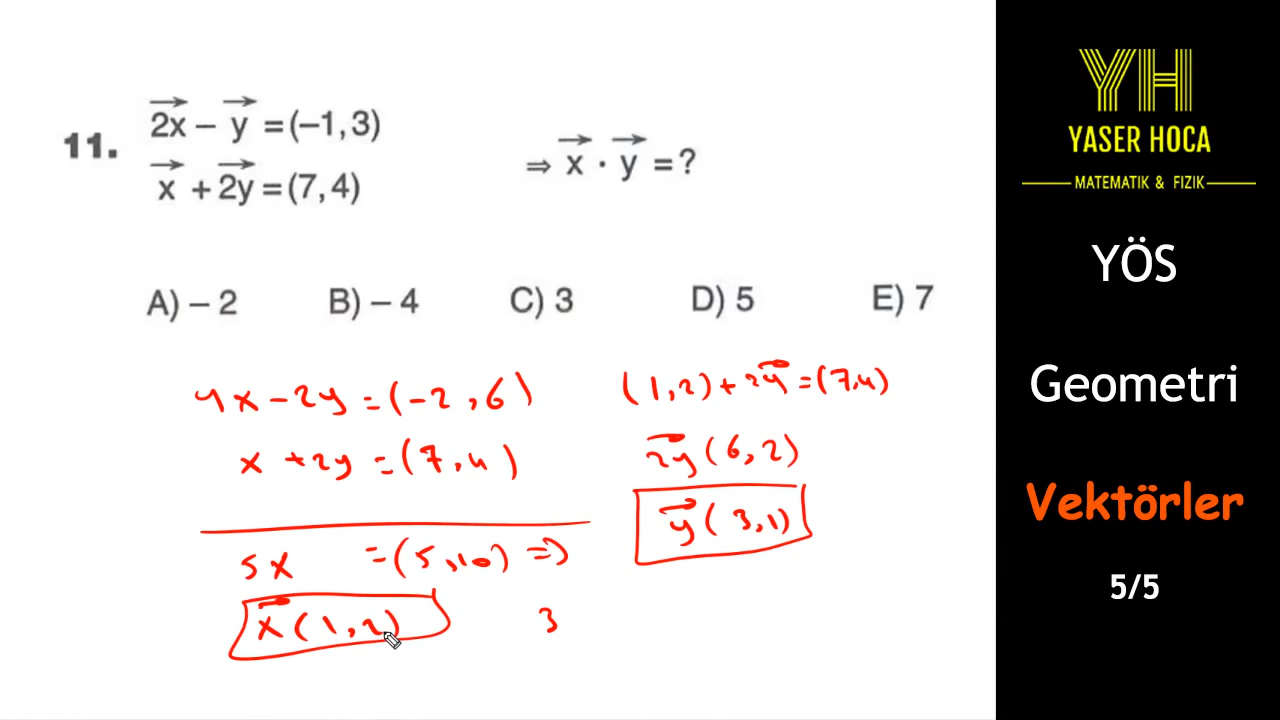 11. 2x – y = (–1, 3)
x + 2y = (7, 4)
⇒ x · y = ?
A) – 2 B) – 4 C) 3 D) 5 E) 7
4x – 2y = (-2, 6)
x + 2y = (7, 4)
5x = (5, 10) =>
x (1, 2)
3
(1, 2) + 2y = (7, 4)
2y (6, 2)
y (3, 1)
YH
YASER HOCA
MATEMATIK & FIZIK
YÖS
Geometri
Vektörler
5/5